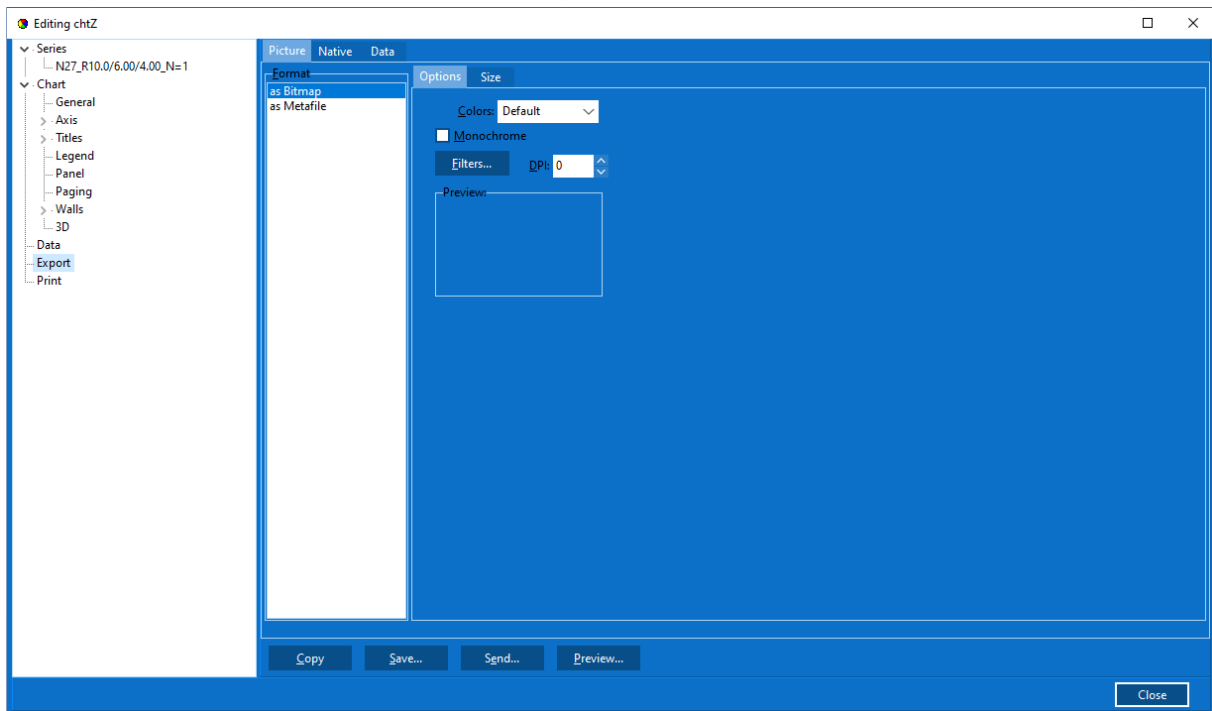 Editing chtZ
Series
N27_R10.0/6.00/4.00_N=1
Chart
General
Axis
Titles
Legend
Panel
Paging
Walls
3D
Data
Export
Print
Picture Native Data
Format
as Bitmap
as Metafile
Options Size
Colors: Default
Monochrome
Filters... DPI: 0
Preview:
Copy Save... Send... Preview...
Close